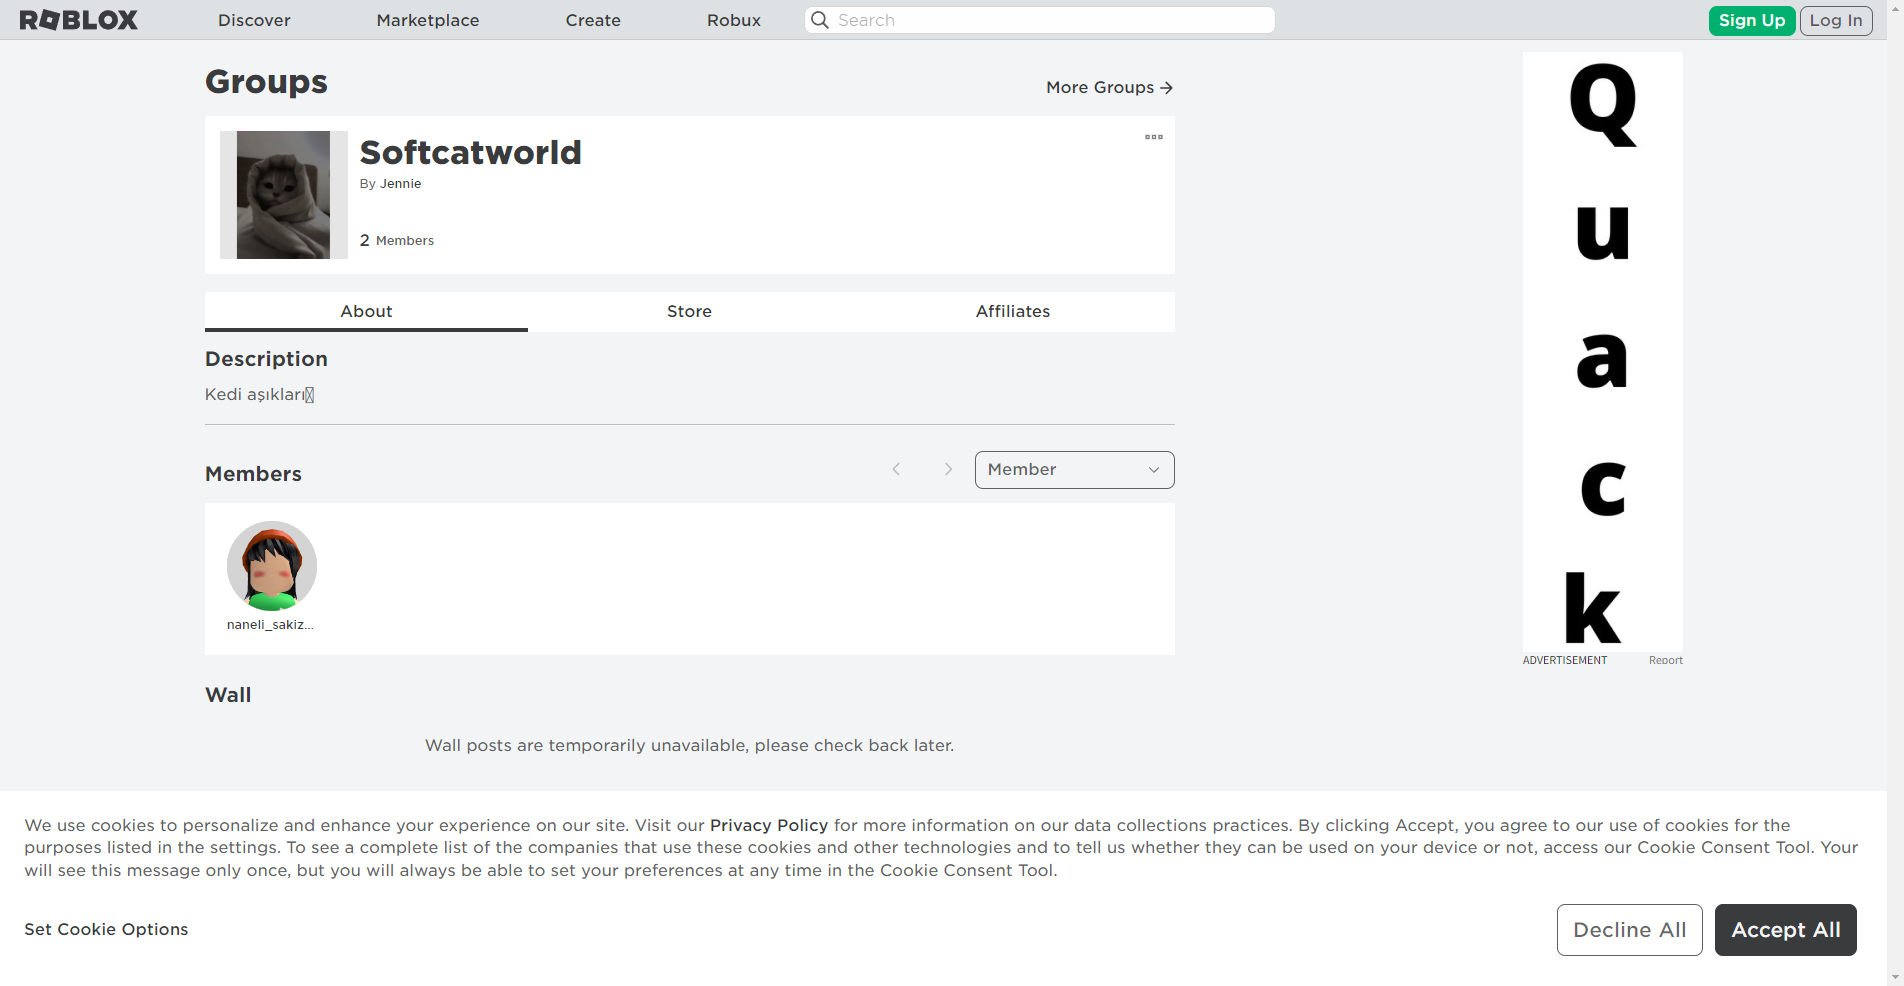 ROBLOX Discover Marketplace Create Robux Search Sign Up Log In
Groups
More Groups
Softcatworld
By Jennie
2 Members
About Store Affiliates
Description
Kedi aşıkları
Members
Member
naneli_sakiz...
Wall
Wall posts are temporarily unavailable, please check back later.
Q
u
a
c
k
ADVERTISEMENT Report
We use cookies to personalize and enhance your experience on our site. Visit our Privacy Policy for more information on our data collections practices. By clicking Accept, you agree to our use of cookies for the
purposes listed in the settings. To see a complete list of the companies that use these cookies and other technologies and to tell us whether they can be used on your device or not, access our Cookie Consent Tool. Your
will see this message only once, but you will always be able to set your preferences at any time in the Cookie Consent Tool.
Set Cookie Options
Decline All
Accept All